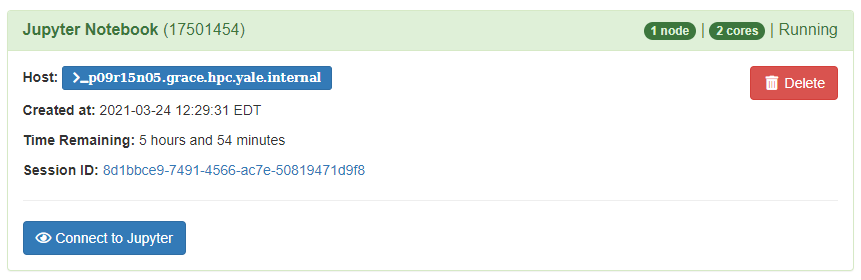 Jupyter Notebook (17501454) 1 node | 2 cores | Running
Host: >_p09r15n05.grace.hpc.yale.internal Delete
Created at: 2021-03-24 12:29:31 EDT
Time Remaining: 5 hours and 54 minutes
Session ID: 8d1bbce9-7491-4566-ac7e-50819471d9f8
Connect to Jupyter